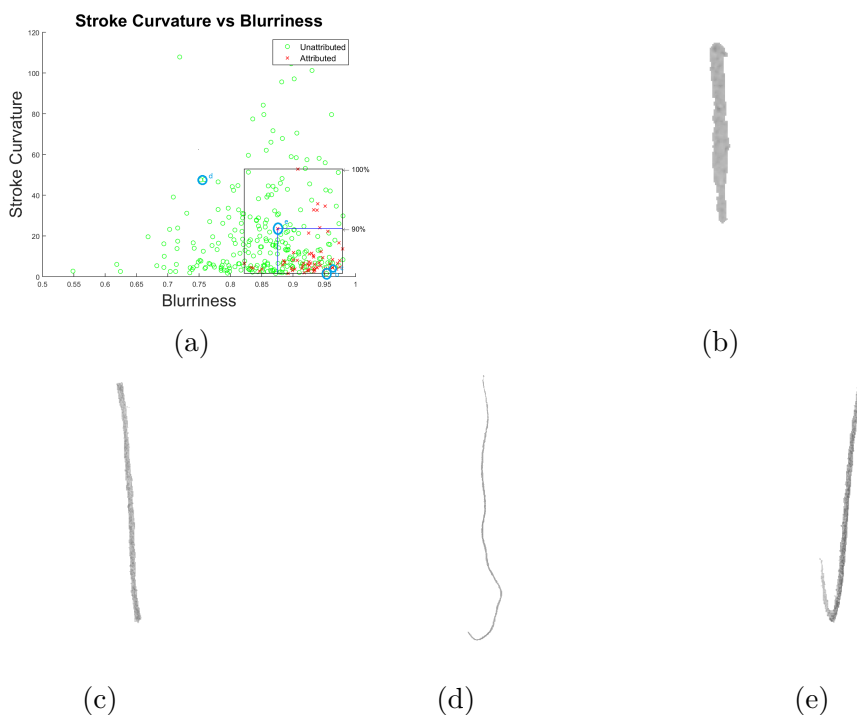 Stroke Curvature vs Blurriness
Unattributed
Attributed
Stroke Curvature
120
100
80
60
40
20
0
d
e
100%
90%
0.5 0.55 0.6 0.65 0.7 0.75 0.8 0.85 0.9 0.95 1
Blurriness
(a) (b)
(c) (d) (e)